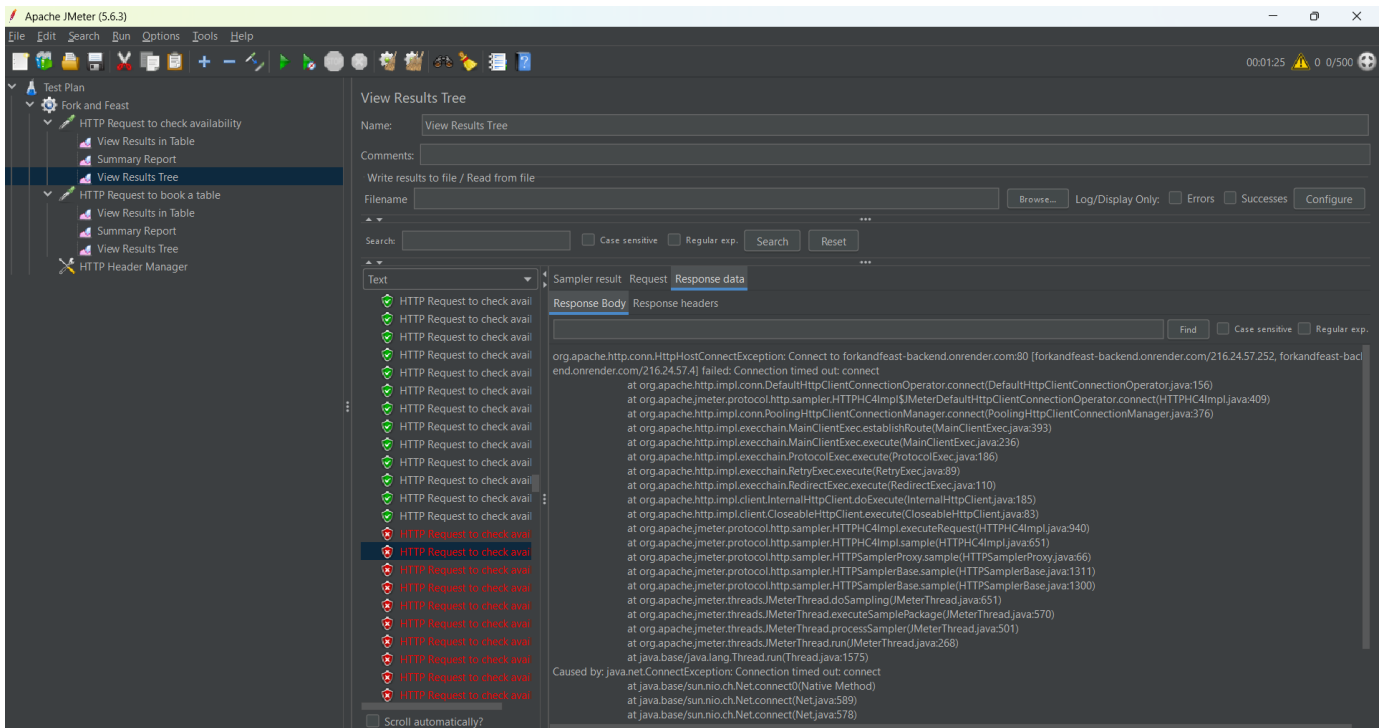 Apache JMeter (5.6.3)
File Edit Search Run Options Tools Help
00:01:25 0 0/500
Test Plan
Fork and Feast
HTTP Request to check availability
View Results in Table
Summary Report
View Results Tree
HTTP Request to book a table
View Results in Table
Summary Report
View Results Tree
HTTP Header Manager
View Results Tree
Name: View Results Tree
Comments:
Write results to file / Read from file
Filename Browse... Log/Display Only: Errors Successes Configure
Search: Case sensitive Regular exp. Search Reset
Text
HTTP Request to check avail
HTTP Request to check avail
HTTP Request to check avail
HTTP Request to check avail
HTTP Request to check avail
HTTP Request to check avail
HTTP Request to check avail
HTTP Request to check avail
HTTP Request to check avail
HTTP Request to check avail
HTTP Request to check avail
HTTP Request to check avail
HTTP Request to check avail
HTTP Request to check avai
HTTP Request to check avai
HTTP Request to check avai
HTTP Request to check avai
HTTP Request to check avai
HTTP Request to check avai
HTTP Request to check avai
HTTP Request to check avai
HTTP Request to check avai
HTTP Request to check avai
Scroll automatically?
Sampler result Request Response data
Response Body Response headers
Find Case sensitive Regular exp.
org.apache.http.conn.HttpHostConnectException: Connect to forkandfeast-backend.onrender.com:80 [forkandfeast-backend.onrender.com/216.24.57.252, forkandfeast-back
end.onrender.com/216.24.57.4] failed: Connection timed out: connect
at org.apache.http.impl.conn.DefaultHttpClientConnectionOperator.connect(DefaultHttpClientConnectionOperator.java:156)
at org.apache.jmeter.protocol.http.sampler.HTTPHC4Impl$JMeterDefaultHttpClientConnectionOperator.connect(HTTPHC4Impl.java:409)
at org.apache.http.impl.conn.PoolingHttpClientConnectionManager.connect(PoolingHttpClientConnectionManager.java:376)
at org.apache.http.impl.execchain.MainClientExec.establishRoute(MainClientExec.java:393)
at org.apache.http.impl.execchain.MainClientExec.execute(MainClientExec.java:236)
at org.apache.http.impl.execchain.ProtocolExec.execute(ProtocolExec.java:186)
at org.apache.http.impl.execchain.RetryExec.execute(RetryExec.java:89)
at org.apache.http.impl.execchain.RedirectExec.execute(RedirectExec.java:110)
at org.apache.http.impl.client.InternalHttpClient.doExecute(InternalHttpClient.java:185)
at org.apache.http.impl.client.CloseableHttpClient.execute(CloseableHttpClient.java:83)
at org.apache.jmeter.protocol.http.sampler.HTTPHC4Impl.executeRequest(HTTPHC4Impl.java:940)
at org.apache.jmeter.protocol.http.sampler.HTTPHC4Impl.sample(HTTPHC4Impl.java:651)
at org.apache.jmeter.protocol.http.sampler.HTTPSamplerProxy.sample(HTTPSamplerProxy.java:66)
at org.apache.jmeter.protocol.http.sampler.HTTPSamplerBase.sample(HTTPSamplerBase.java:1311)
at org.apache.jmeter.protocol.http.sampler.HTTPSamplerBase.sample(HTTPSamplerBase.java:1300)
at org.apache.jmeter.threads.JMeterThread.doSampling(JMeterThread.java:651)
at org.apache.jmeter.threads.JMeterThread.executeSamplePackage(JMeterThread.java:570)
at org.apache.jmeter.threads.JMeterThread.processSampler(JMeterThread.java:501)
at org.apache.jmeter.threads.JMeterThread.run(JMeterThread.java:268)
at java.base/java.lang.Thread.run(Thread.java:1575)
Caused by: java.net.ConnectException: Connection timed out: connect
at java.base/sun.nio.ch.Net.connect0(Native Method)
at java.base/sun.nio.ch.Net.connect(Net.java:589)
at java.base/sun.nio.ch.Net.connect(Net.java:578)